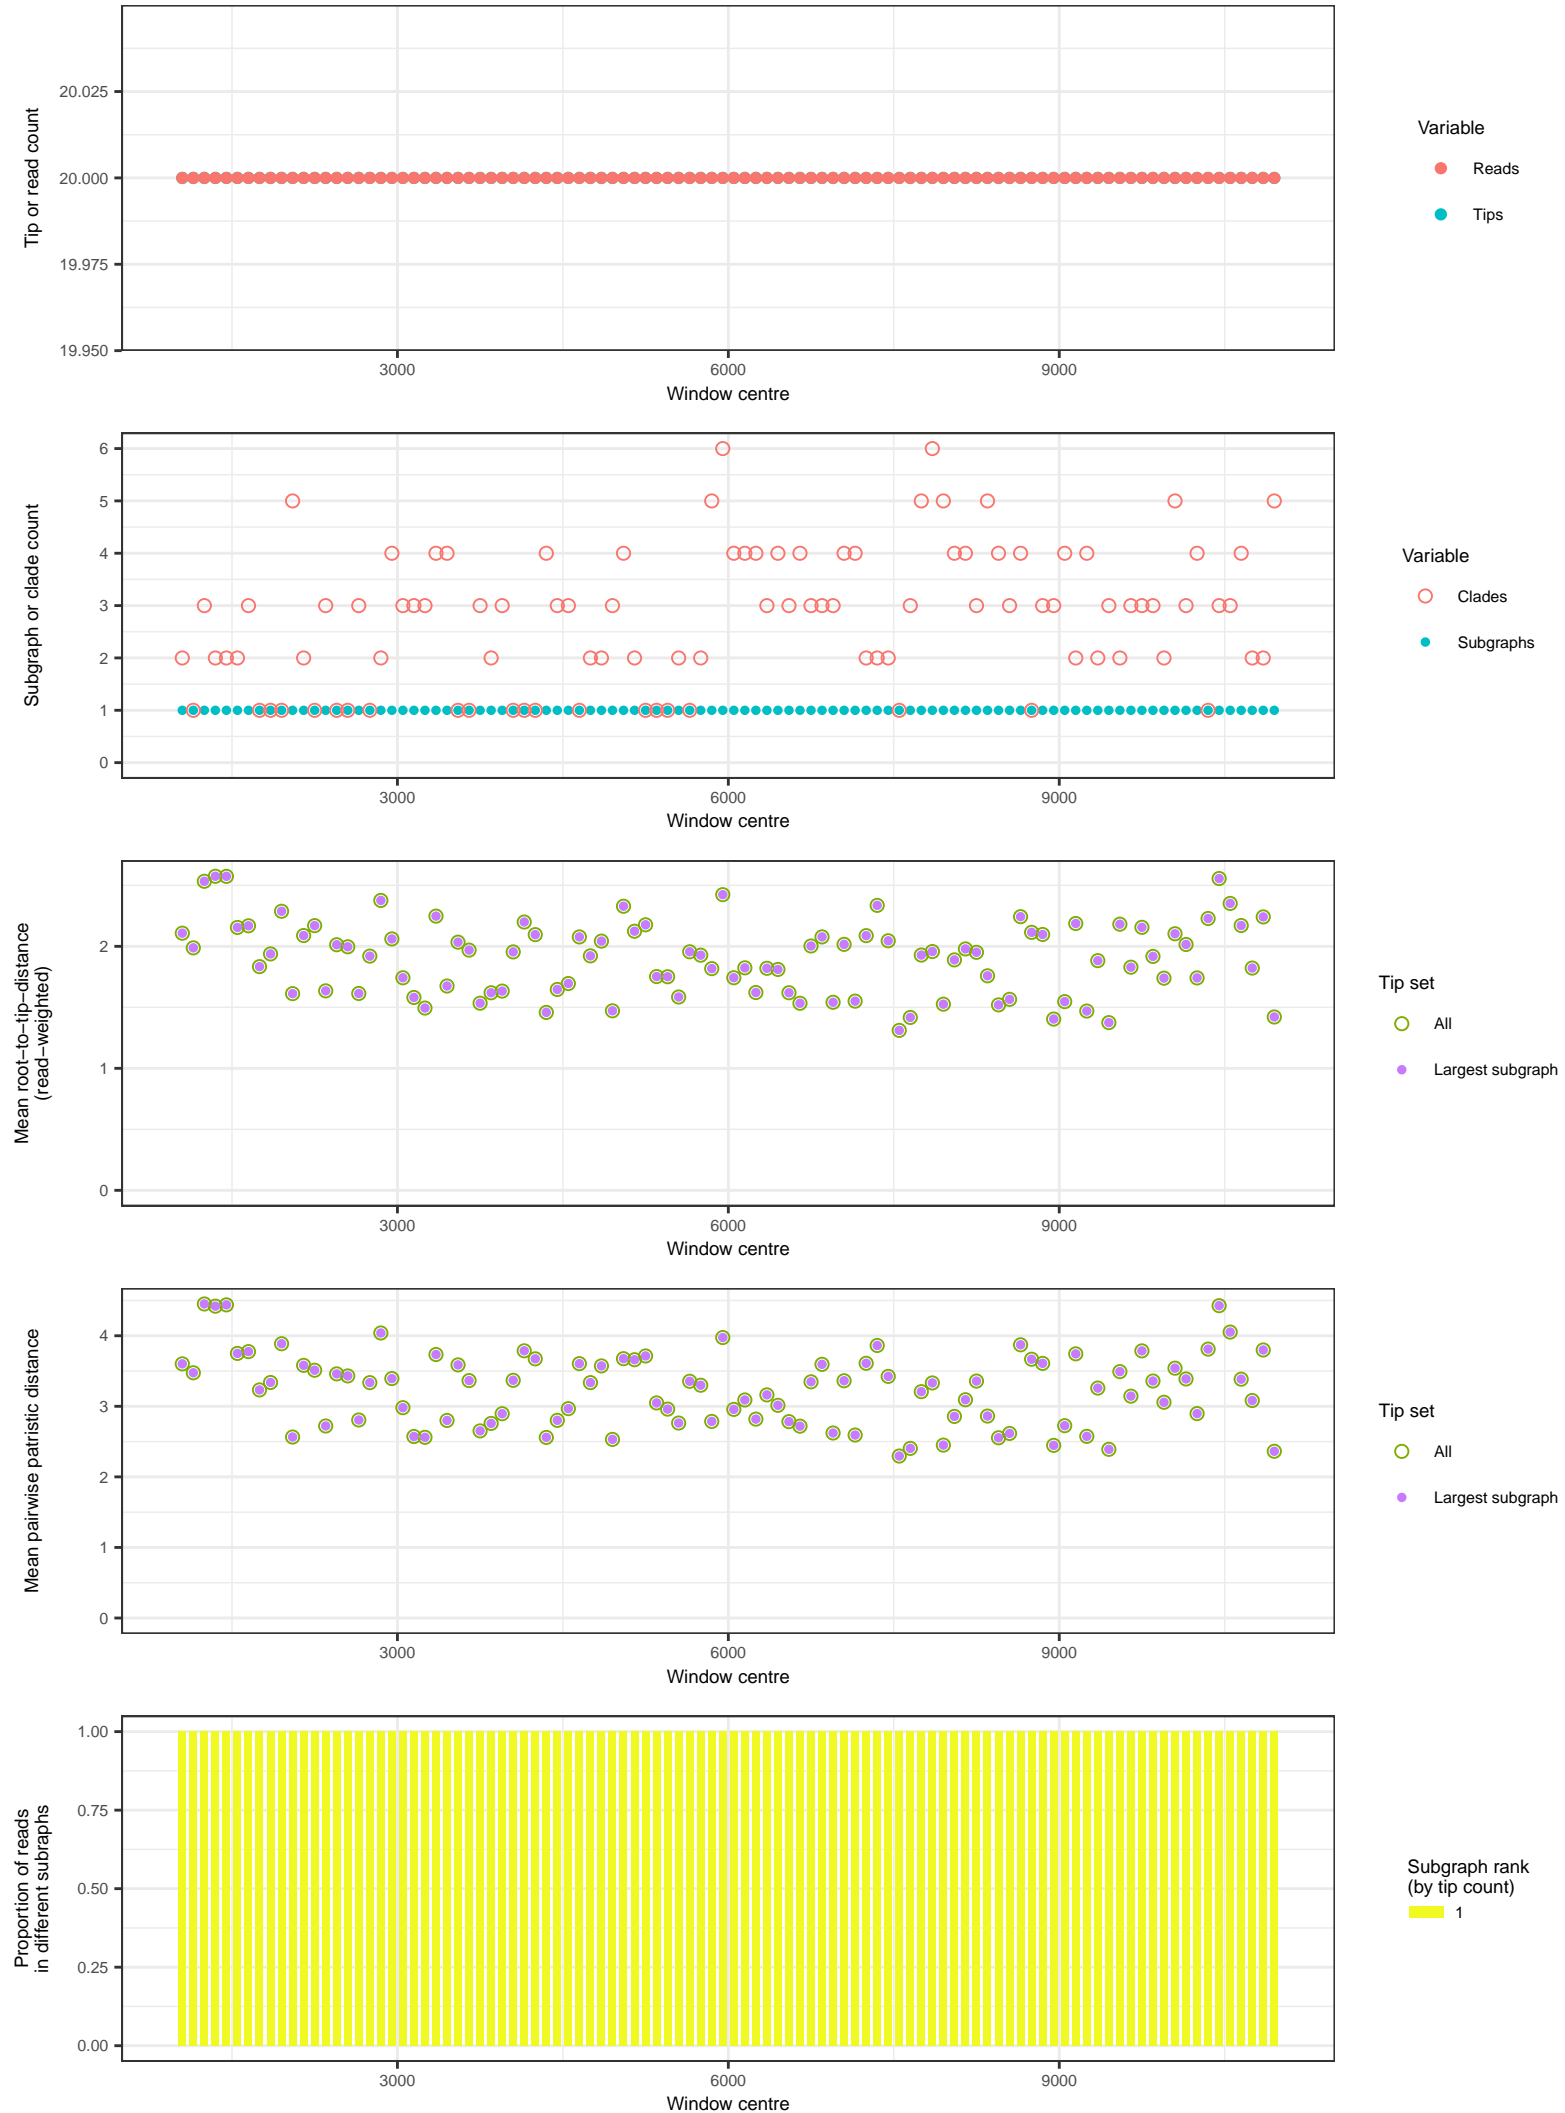 20.025
20.000
19.975
19.950
Tip or read count
3000
6000
9000
Window centre
Variable
Reads
Tips
6
5
4
3
2
1
0
Subgraph or clade count
3000
6000
9000
Window centre
Variable
Clades
Subgraphs
2
1
0
Mean root−to−tip−distance
(read−weighted)
3000
6000
9000
Window centre
Tip set
All
Largest subgraph
4
3
2
1
0
Mean pairwise patristic distance
3000
6000
9000
Window centre
Tip set
All
Largest subgraph
1.00
0.75
0.50
0.25
0.00
Proportion of reads
in different subraphs
3000
6000
9000
Window centre
Subgraph rank
(by tip count)
1